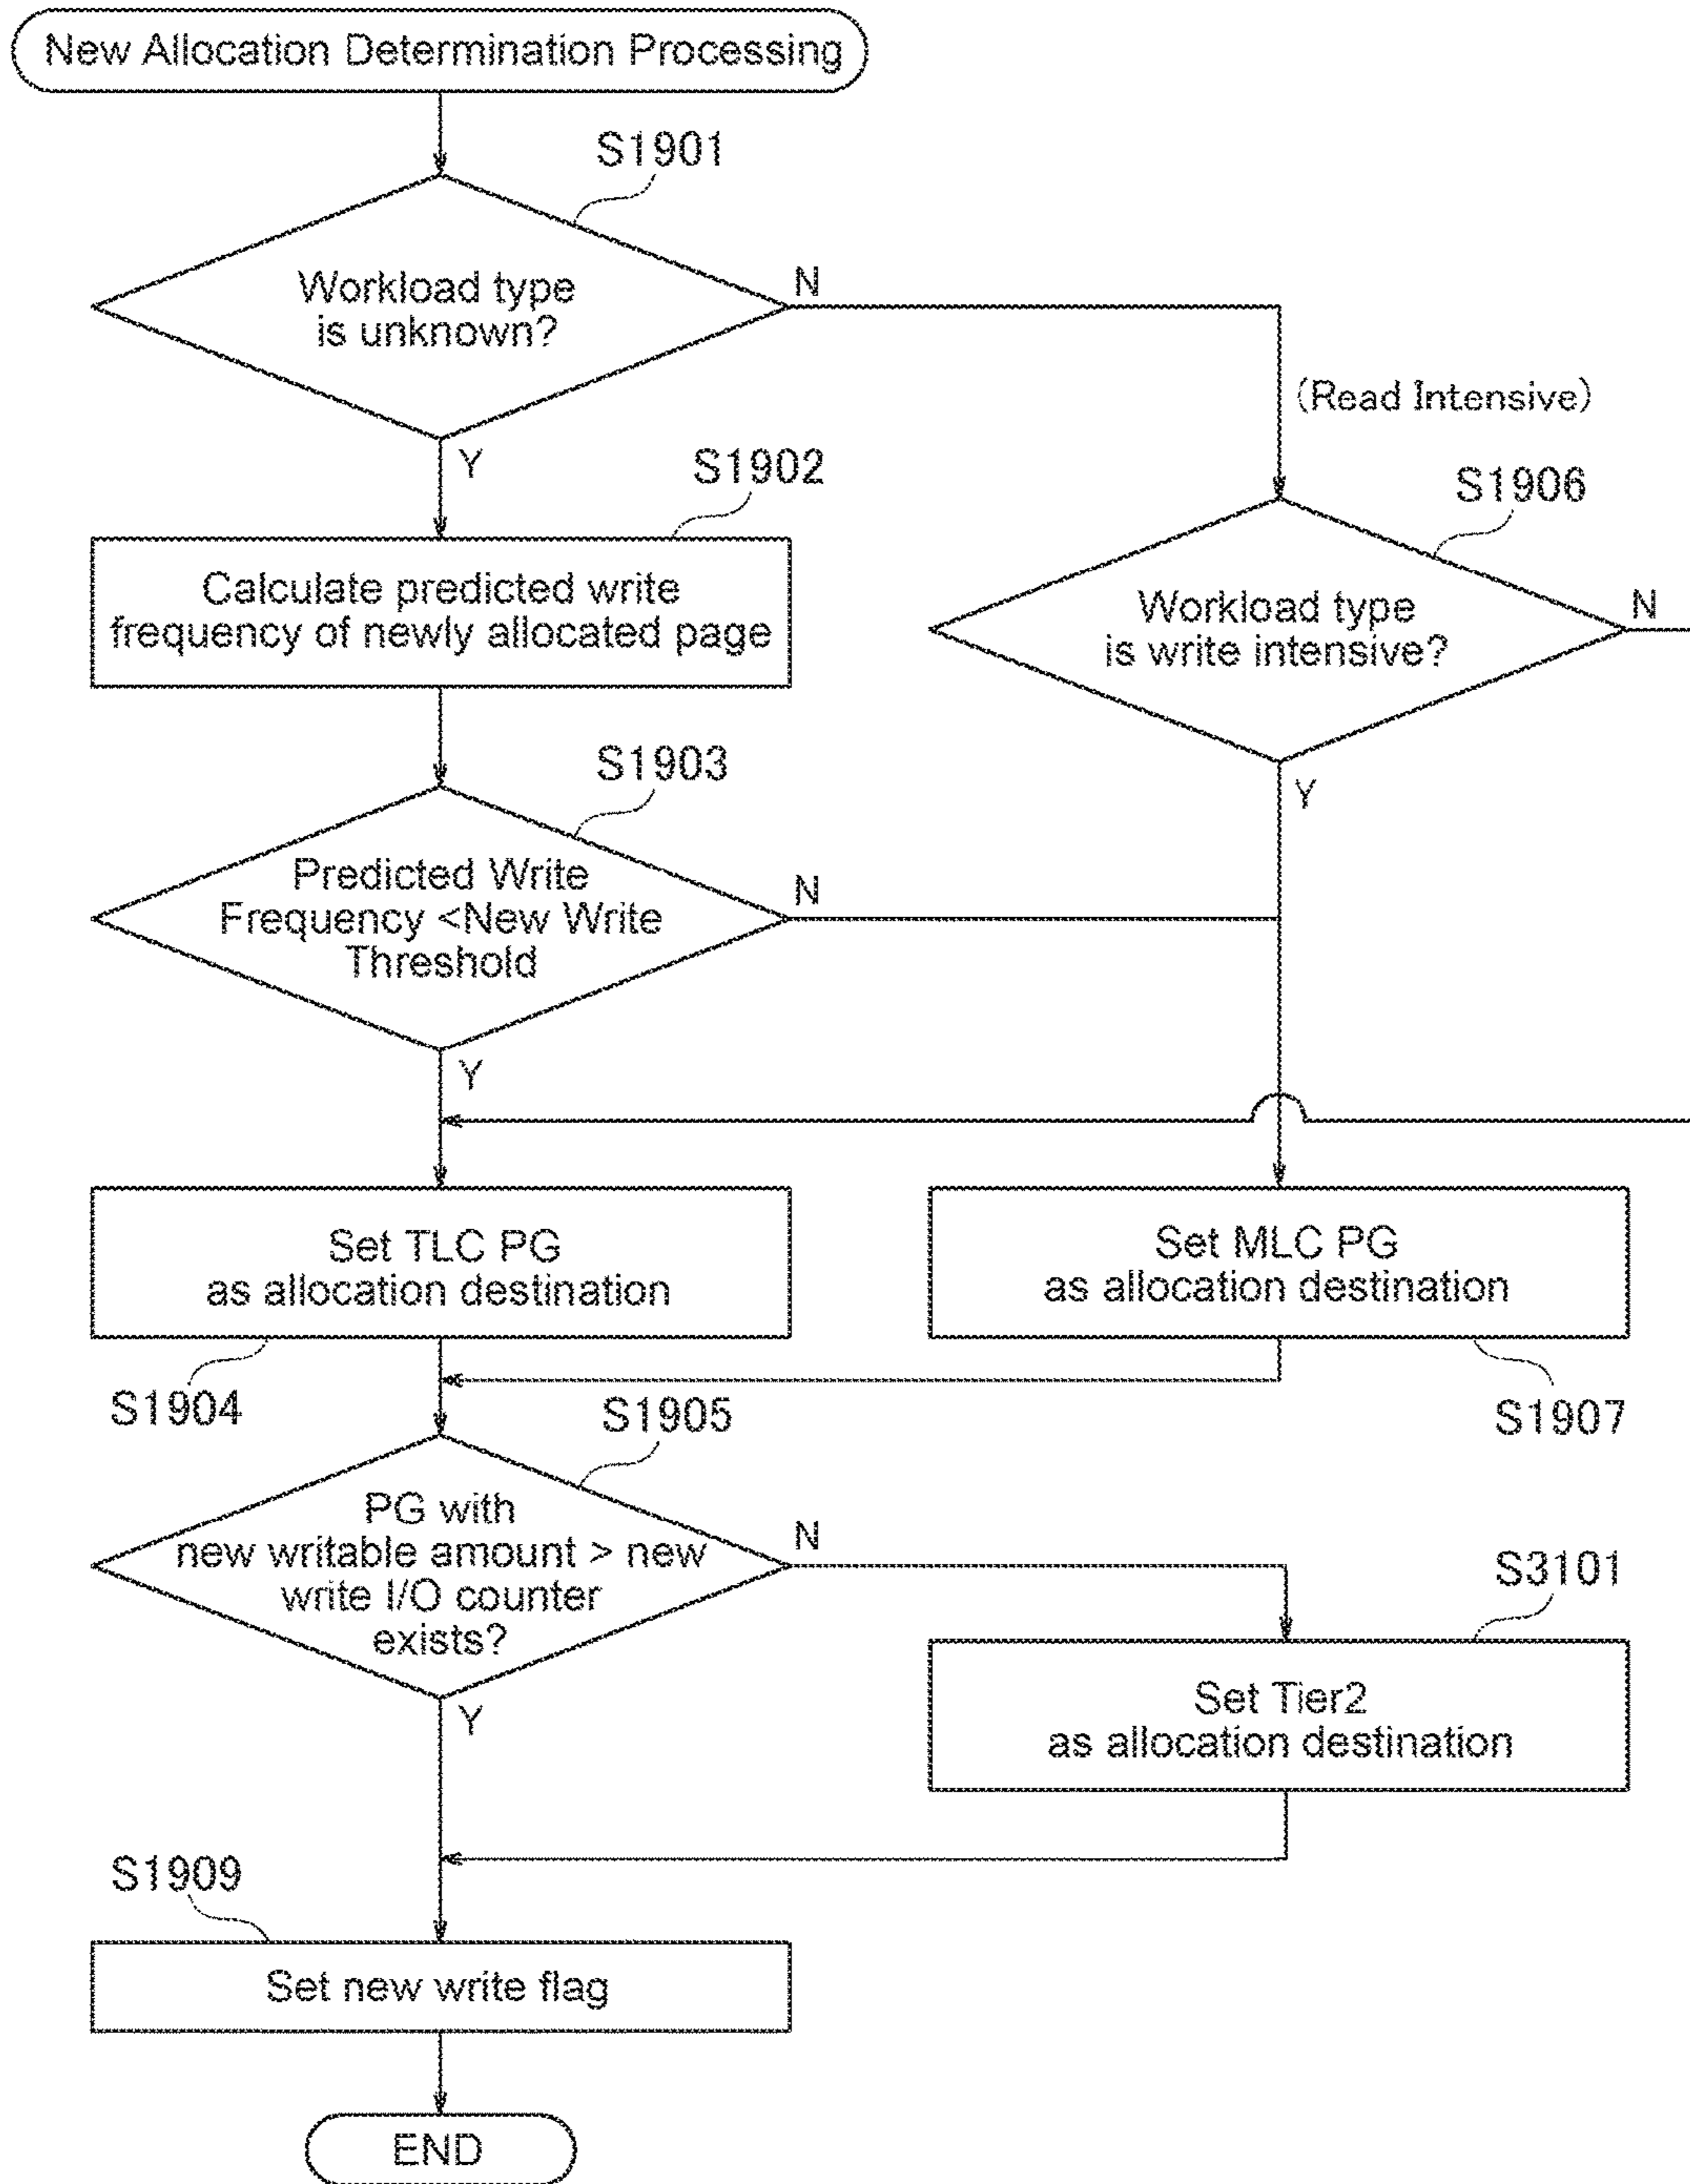 New Allocation Determination Processing
S1901
Workload type
is unknown?
N
(Read Intensive)
Y
S1902
S1906
Calculate predicted write
frequency of newly allocated page
Workload type
is write intensive?
N
S1903
Y
Predicted Write
Frequency <New Write
Threshold
N
Y
Set TLC PG
as allocation destination
Set MLC PG
as allocation destination
S1904
S1905
S1907
PG with
new writable amount > new
write I/O counter
exists?
N
S3101
Y
Set Tier2
as allocation destination
S1909
Set new write flag
END